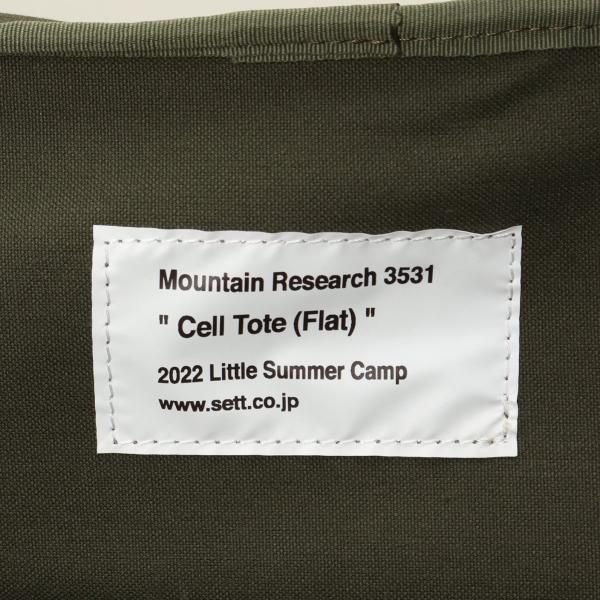 Mountain Research 3531
" Cell Tote (Flat) "
2022 Little Summer Camp
www.sett.co.jp